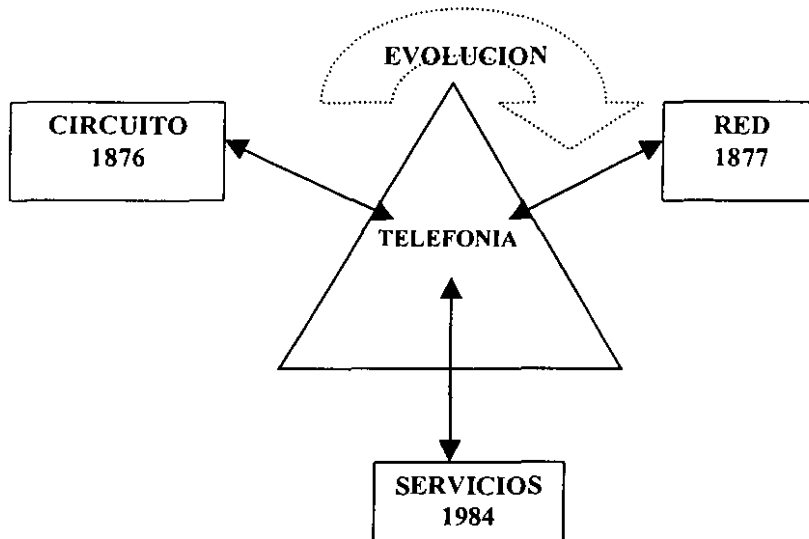 EVOLUCION
CIRCUITO
1876
RED
1877
TELEFONIA
SERVICIOS
1984